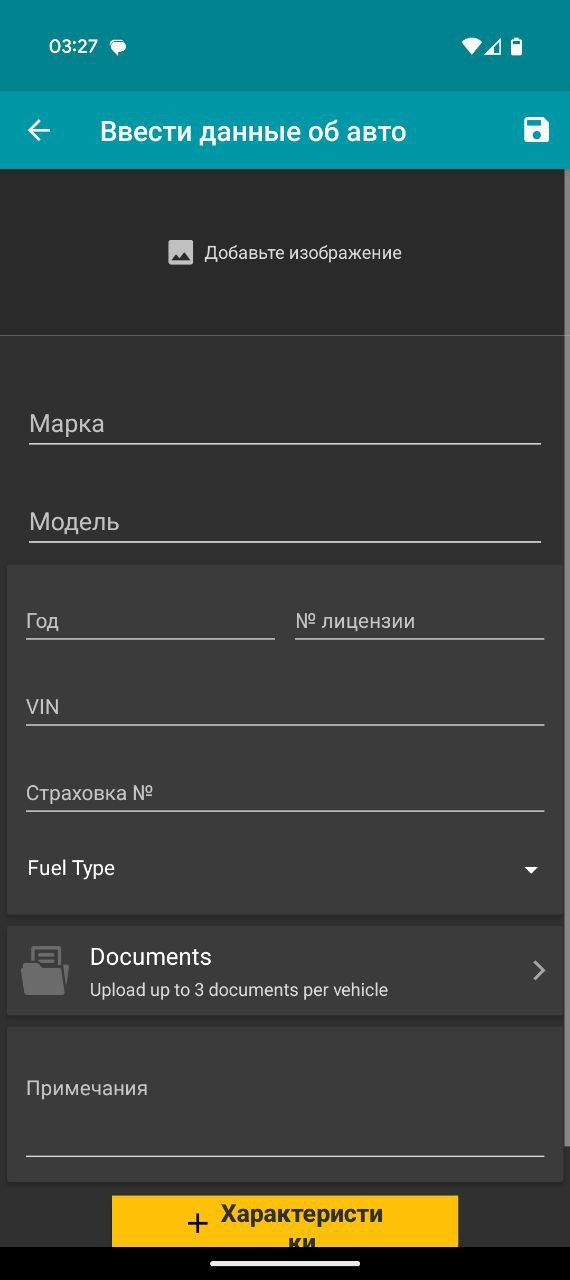 03:27
Ввести данные об авто
Добавьте изображение
Марка
Модель
Год
№ лицензии
VIN
Страховка №
Fuel Type
Documents
Upload up to 3 documents per vehicle
Примечания
+ Характеристи
ки